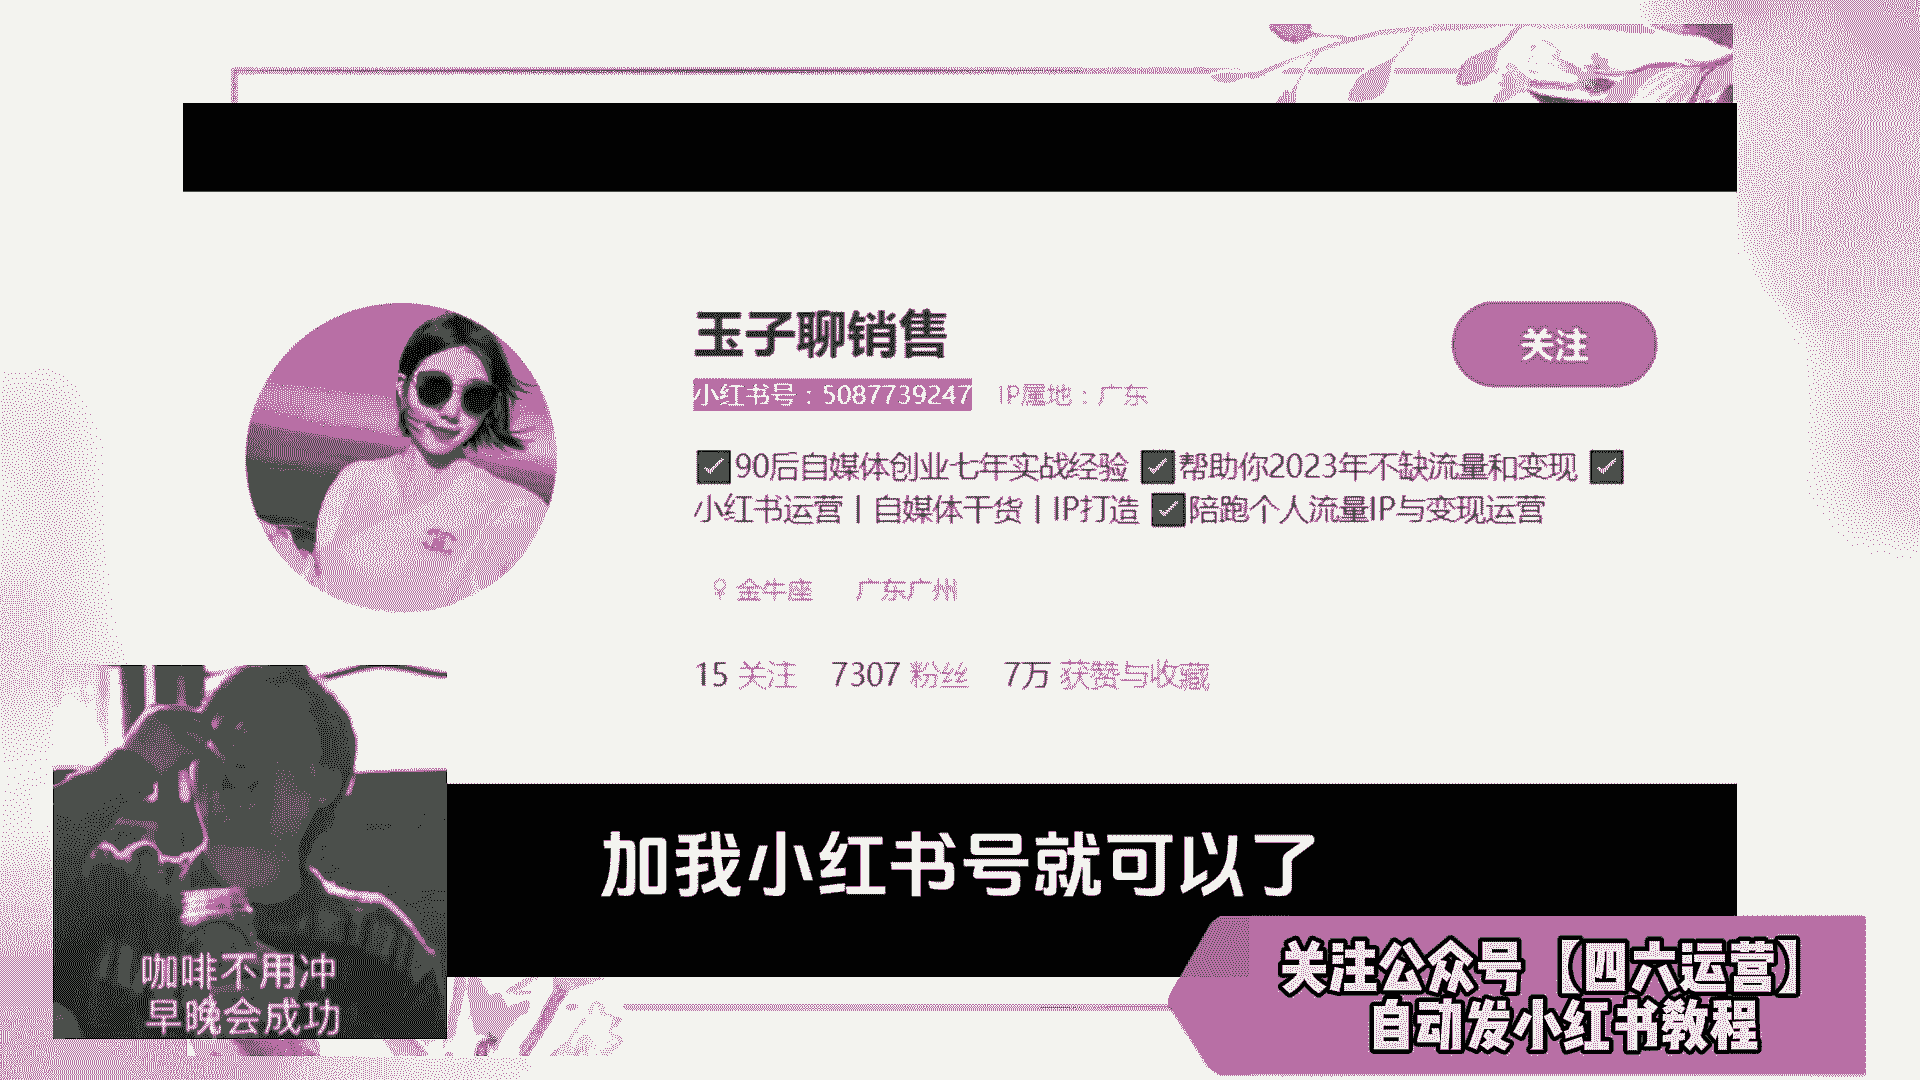 玉子聊销售
关注
小红书号：5087739247 IP属地：广东
✅90后自媒体创业七年实战经验 ✅帮助你2023年不缺流量和变现 ✅
小红书运营丨自媒体干货丨IP打造 ✅陪跑个人流量IP与变现运营
♀ 金牛座 广东广州
15 关注 7307 粉丝 7万 获赞与收藏
加我小红书号就可以了
咖啡不用冲
早晚会成功
关注公众号【四六运营】
自动发小红书教程